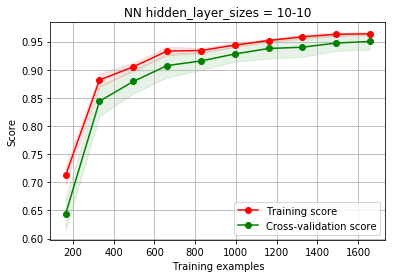 NN hidden_layer_sizes = 10-10
Score
0.95
0.90
0.85
0.80
0.75
0.70
0.65
0.60
200 400 600 800 1000 1200 1400 1600
Training examples
Training score
Cross-validation score